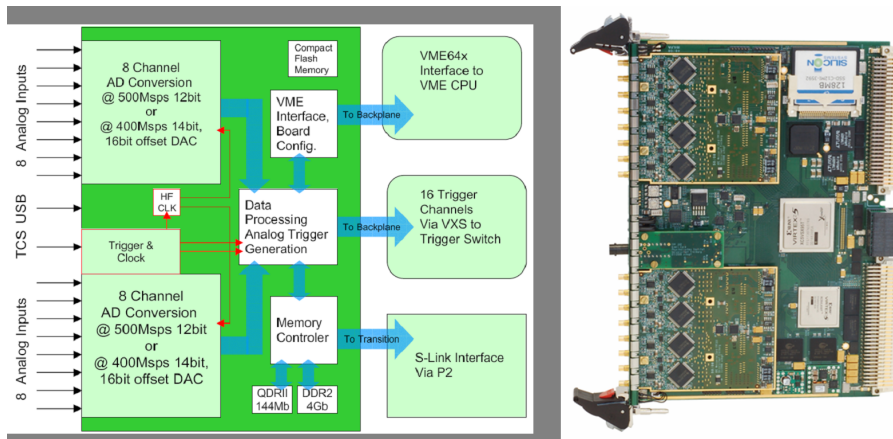 8 Analog Inputs
8 Channel
AD Conversion
@ 500Msps 12bit
or
@ 400Msps 14bit,
16bit offset DAC
Compact
Flash
Memory
VME
Interface,
Board
Config.
To Backplane
VME64x
Interface to
VME CPU
TCS USB
HF
CLK
Trigger &
Clock
Data
Processing
Analog Trigger
Generation
To Backplane
16 Trigger
Channels
Via VXS to
Trigger Switch
8 Analog Inputs
8 Channel
AD Conversion
@ 500Msps 12bit
or
@ 400Msps 14bit,
16bit offset DAC
Memory
Controler
To Transition
S-Link Interface
Via P2
QDRII
144Mb
DDR2
4Gb
SILICON
128MB
VIRTEX-5